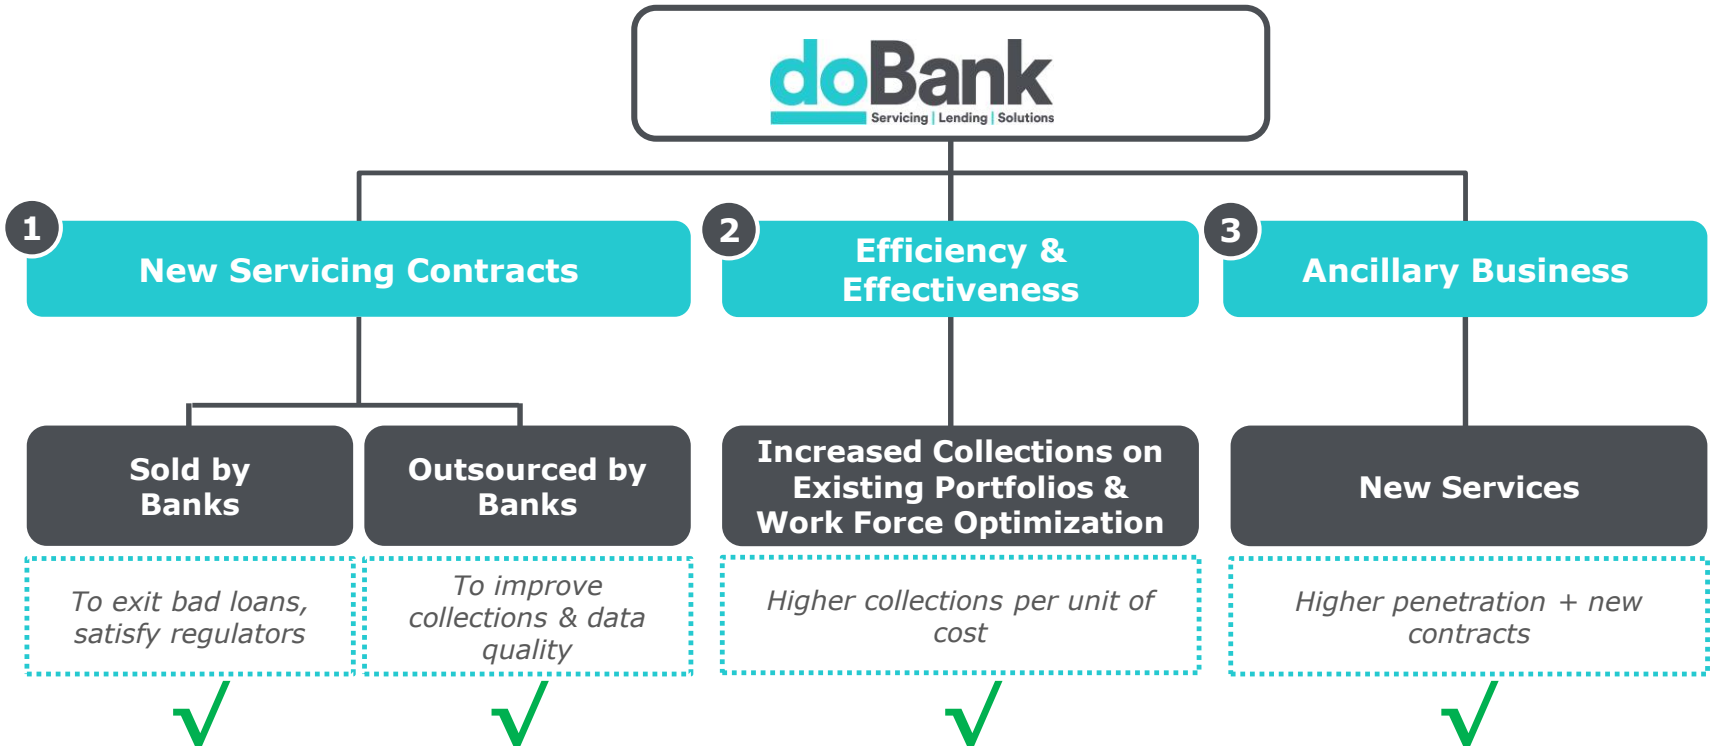 doBank
Servicing | Lending | Solutions
1
New Servicing Contracts
2
Efficiency &
Effectiveness
3
Ancillary Business
Sold by
Banks
Outsourced by
Banks
Increased Collections on
Existing Portfolios &
Work Force Optimization
New Services
To exit bad loans,
satisfy regulators
To improve
collections & data
quality
Higher collections per unit of
cost
Higher penetration + new
contracts
√
√
√
√